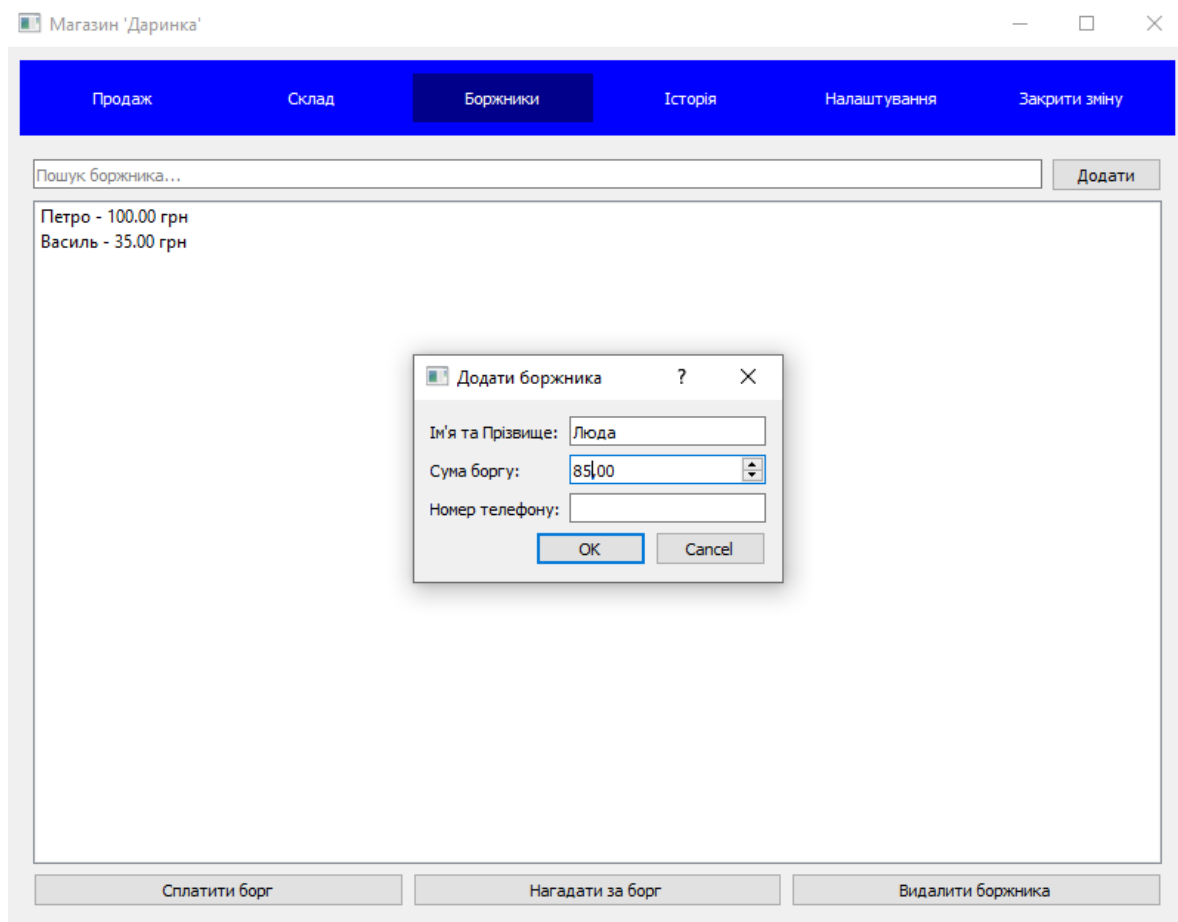 Магазин 'Даринка'
Продаж Склад Боржники Історія Налаштування Закрити зміну
Пошук боржника... Додати
Петро - 100.00 грн
Василь - 35.00 грн
Додати боржника ?
Ім'я та Прізвище: Люда
Сума боргу: 85,00
Номер телефону:
OK Cancel
Сплатити борг Нагадати за борг Видалити боржника